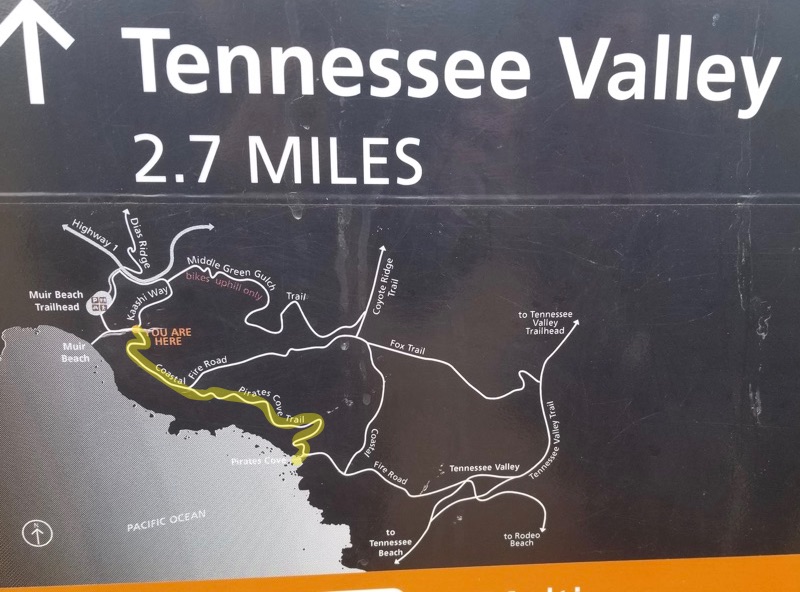 Tennessee Valley
2.7 MILES
Highway 1
Dias Ridge
Middle Green Gulch
bikes uphill only
Trail
Coyote Ridge
Trail
Muir Beach
Trailhead
Kaashi Way
OU ARE
HERE
Muir
Beach
to Tennessee
Valley
Trailhead
Coastal
Fire Road
Fox Trail
Pirates Cove Trail
Coastal
Fire Road
Pirates Cove
Tennessee Valley
Tennessee Valley Trail
N
PACIFIC OCEAN
to
Tennessee
Beach
to Rodeo
Beach